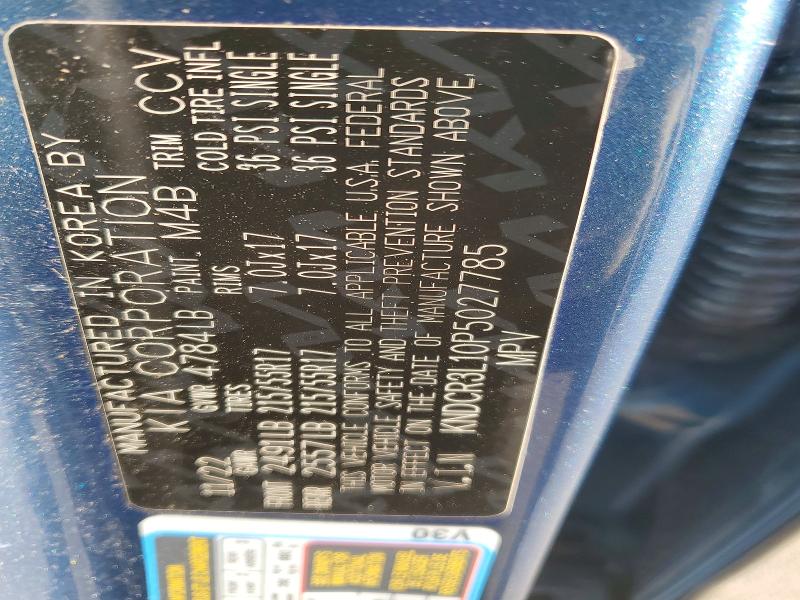 MANUFACTURED IN KOREA BY
KIA CORPORATION
11/22 GVWR 4784LB PAINT M4B TRIM CCV
GAWR TIRES RIMS COLD TIRE INFL
FRONT 2491LB 215/55R17 7.0Jx17 36 PSI SINGLE
REAR 2557LB 215/55R17 7.0Jx17 36 PSI SINGLE
THIS VEHICLE CONFORMS TO ALL APPLICABLE U.S.A. FEDERAL
MOTOR VEHICLE SAFETY AND THEFT PREVENTION STANDARDS
IN EFFECT ON THE DATE OF MANUFACTURE SHOWN ABOVE.
V.I.N KNDCR3L10P5027785
MPV
V30